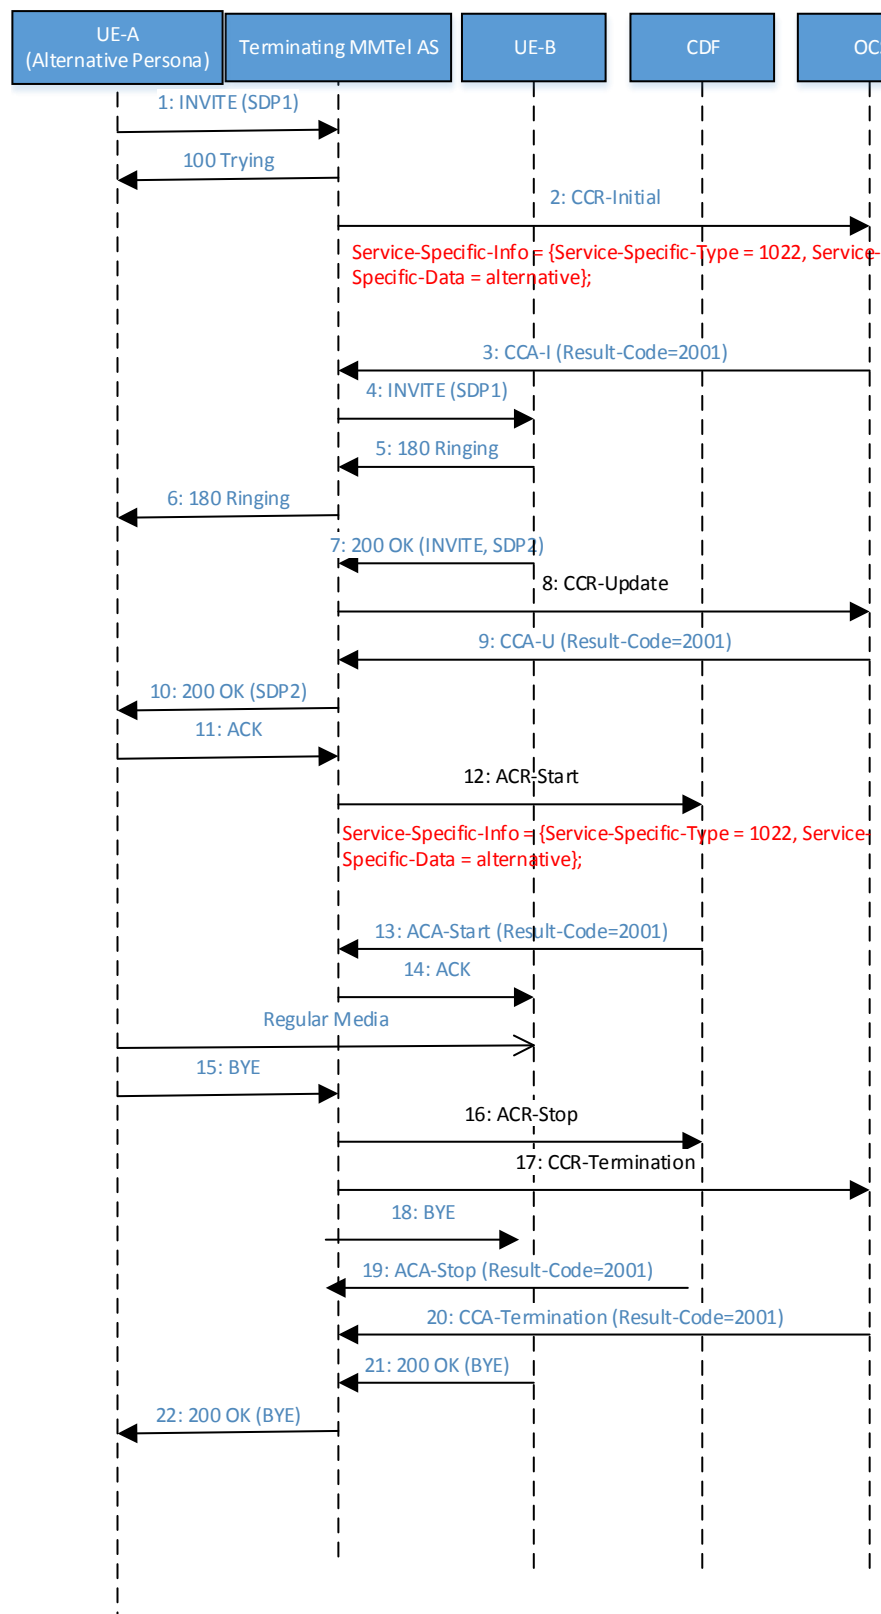 UE-A
(Alternative Persona)
Terminating MMTel AS
UE-B
CDF
OC
1: INVITE (SDP1)
100 Trying
2: CCR-Initial
Service-Specific-Info = {Service-Specific-Type = 1022, Service-
Specific-Data = alternative};
3: CCA-I (Result-Code=2001)
4: INVITE (SDP1)
5: 180 Ringing
6: 180 Ringing
7: 200 OK (INVITE, SDP2)
8: CCR-Update
9: CCA-U (Result-Code=2001)
10: 200 OK (SDP2)
11: ACK
12: ACR-Start
Service-Specific-Info = {Service-Specific-Type = 1022, Service-
Specific-Data = alternative};
13: ACA-Start (Result-Code=2001)
14: ACK
Regular Media
15: BYE
16: ACR-Stop
17: CCR-Termination
18: BYE
19: ACA-Stop (Result-Code=2001)
20: CCA-Termination (Result-Code=2001)
21: 200 OK (BYE)
22: 200 OK (BYE)